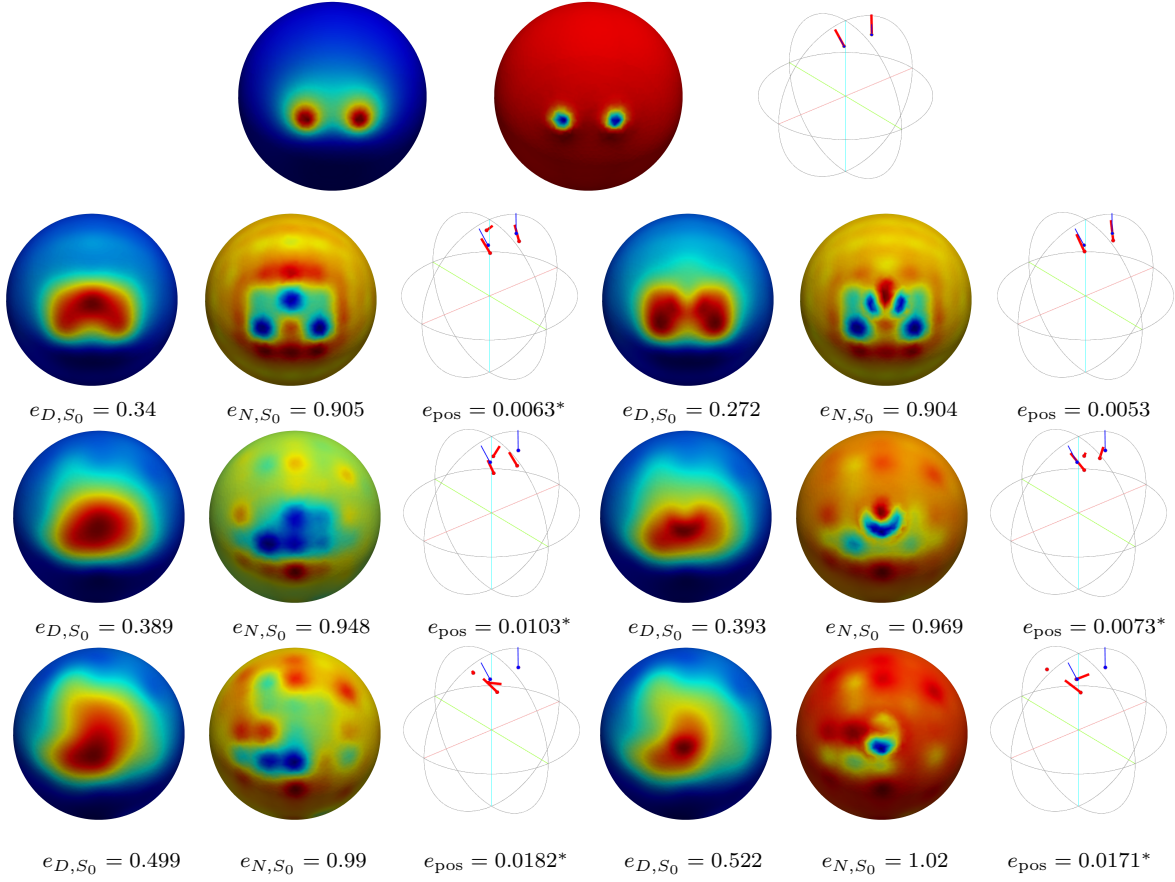 e_{D,S_0} = 0.34 e_{N,S_0} = 0.905 e_{pos} = 0.0063* e_{D,S_0} = 0.272 e_{N,S_0} = 0.904 e_{pos} = 0.0053
e_{D,S_0} = 0.389 e_{N,S_0} = 0.948 e_{pos} = 0.0103* e_{D,S_0} = 0.393 e_{N,S_0} = 0.969 e_{pos} = 0.0073*
e_{D,S_0} = 0.499 e_{N,S_0} = 0.99 e_{pos} = 0.0182* e_{D,S_0} = 0.522 e_{N,S_0} = 1.02 e_{pos} = 0.0171*